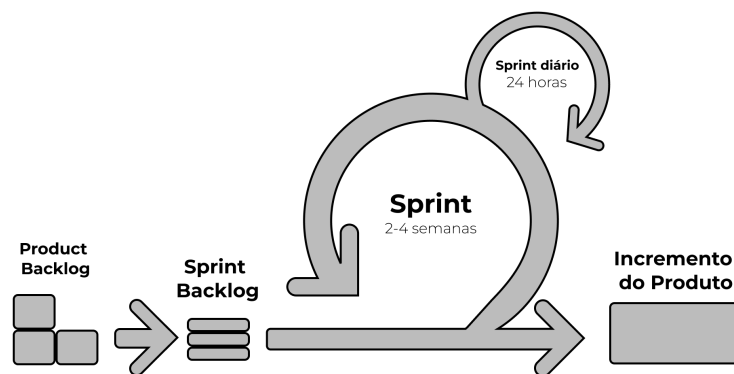 Product
Backlog
Sprint
Backlog
Sprint
2-4 semanas
Sprint diário
24 horas
Incremento
do Produto